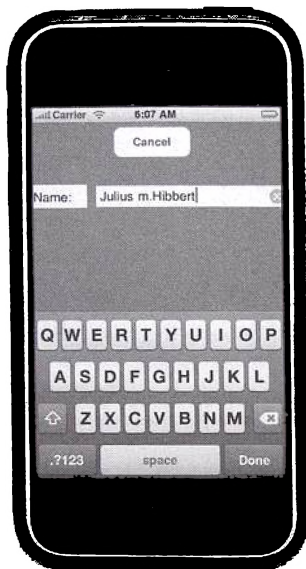 Carrier 6:07 AM
Cancel
Name: Julius m.Hibbert
Q W E R T Y U I O P
A S D F G H J K L
Z X C V B N M
.?123 space Done